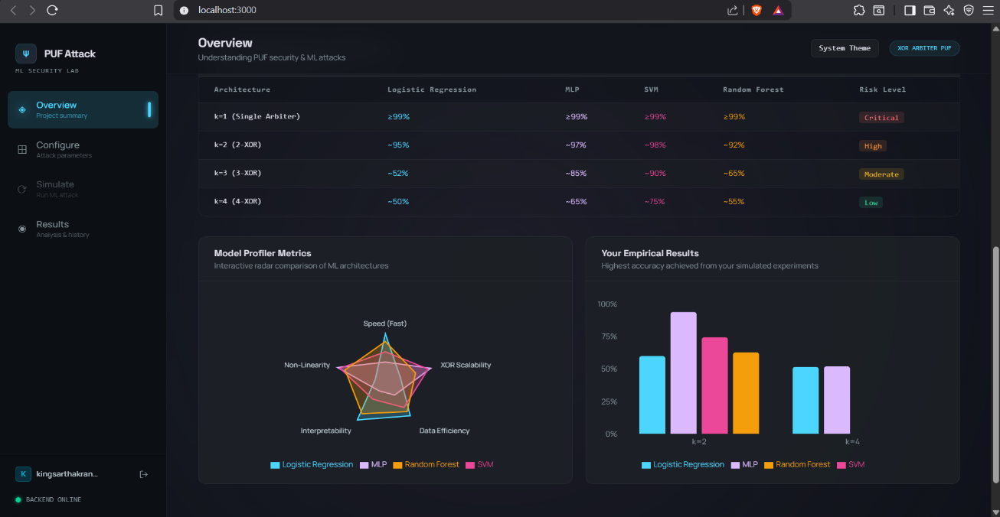 localhost:3000
Ψ PUF Attack
ML SECURITY LAB
Overview
Project summary
Configure
Attack parameters
Simulate
Run ML attack
Results
Analysis & history
K kingsarthakran...
BACKEND ONLINE
Overview
Understanding PUF security & ML attacks
System Theme
XOR ARBITER PUF
Architecture Logistic Regression MLP SVM Random Forest Risk Level
k=1 (Single Arbiter) ≥99% ≥99% ≥99% ≥99% Critical
k=2 (2-XOR) ~95% ~97% ~98% ~92% High
k=3 (3-XOR) ~52% ~85% ~90% ~65% Moderate
k=4 (4-XOR) ~50% ~65% ~75% ~55% Low
Model Profiler Metrics
Interactive radar comparison of ML architectures
Speed (Fast)
Non-Linearity
XOR Scalability
Interpretability
Data Efficiency
Logistic Regression MLP Random Forest SVM
Your Empirical Results
Highest accuracy achieved from your simulated experiments
100%
75%
50%
25%
0%
k=2 k=4
Logistic Regression MLP Random Forest SVM